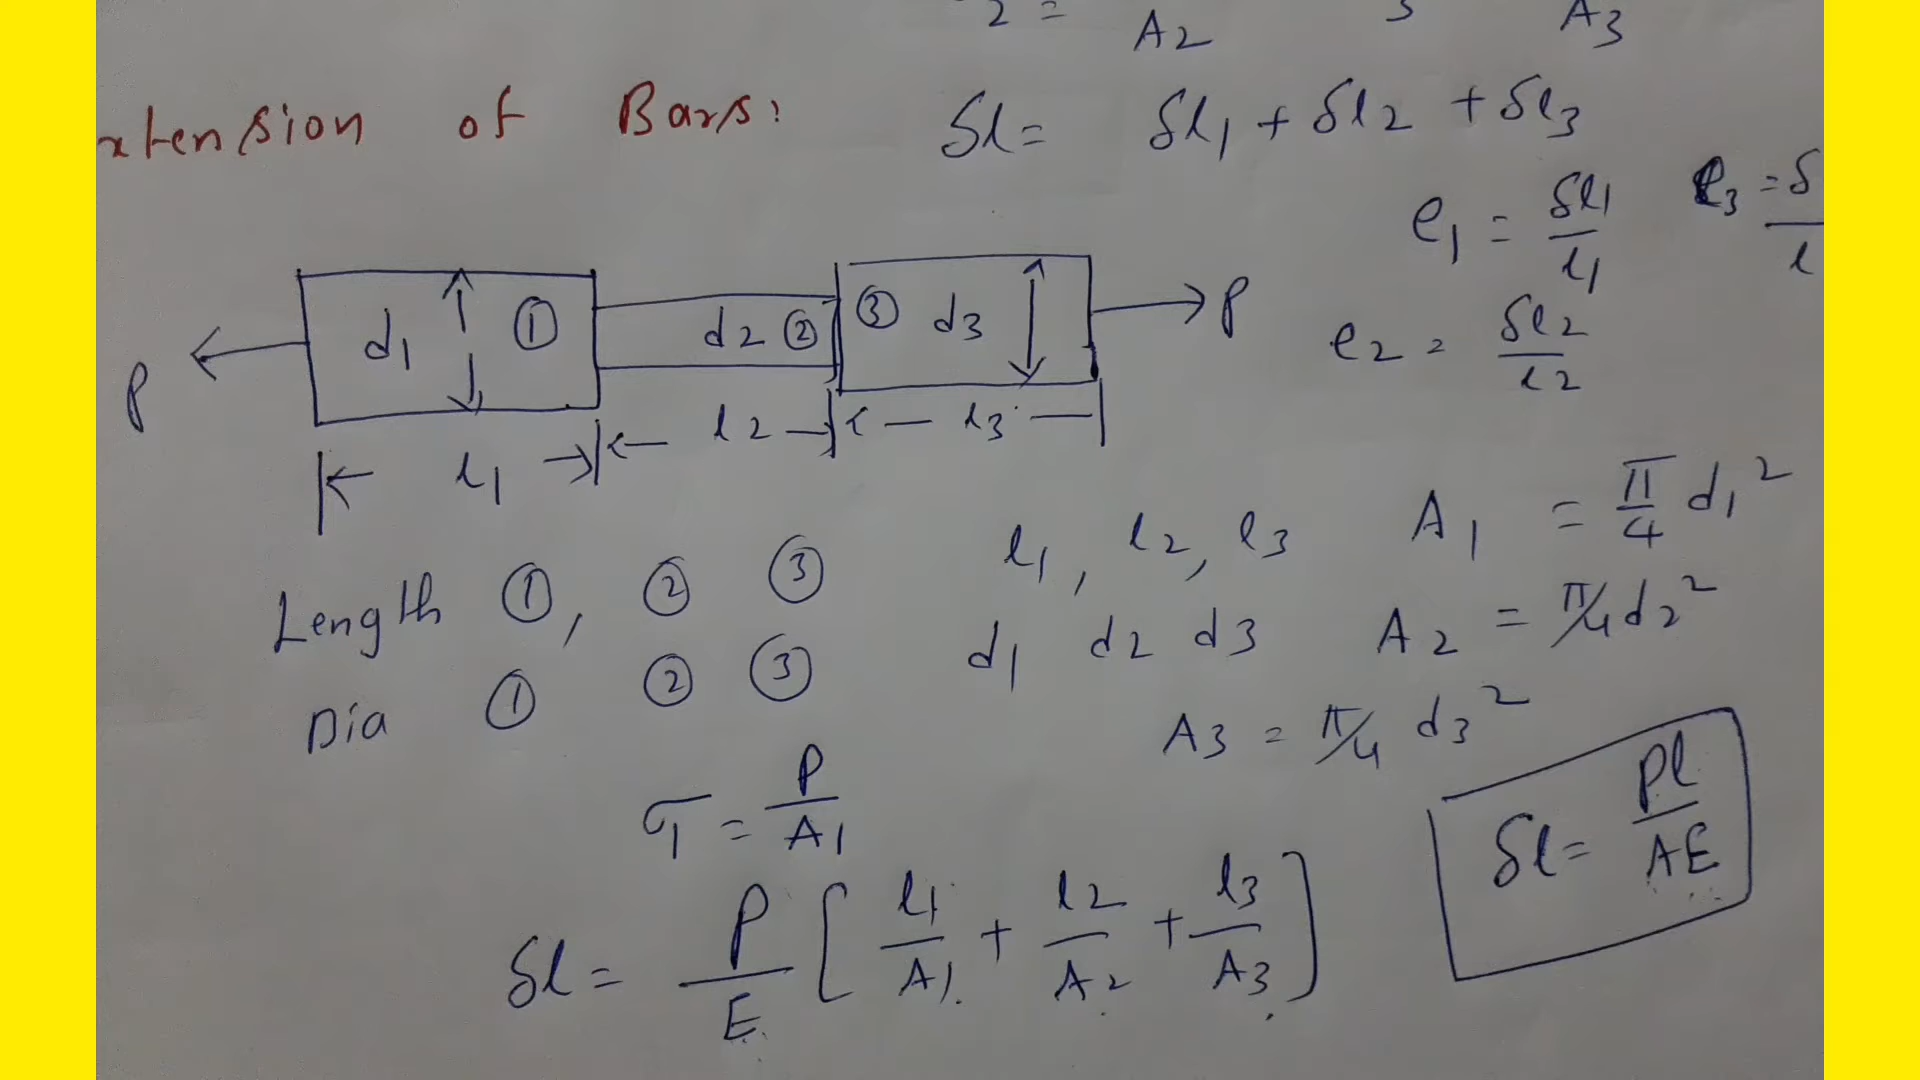 2 =
A2
3
A3
xtension of Bars:
δl = δl1 + δl2 + δl3
e1 = δl1/l1
e3 = δ/l
e2 = δl2/l2
P d1 ① d2 ② ③ d3 P
l1 l2 l3
Length ①, ② ③ l1, l2, l3 A1 = π/4 d1²
Dia ① ② ③ d1 d2 d3 A2 = π/4 d2²
A3 = π/4 d3²
σ1 = P/A1
δl = Pl/AE
δl = P/E [ l1/A1 + l2/A2 + l3/A3 ]